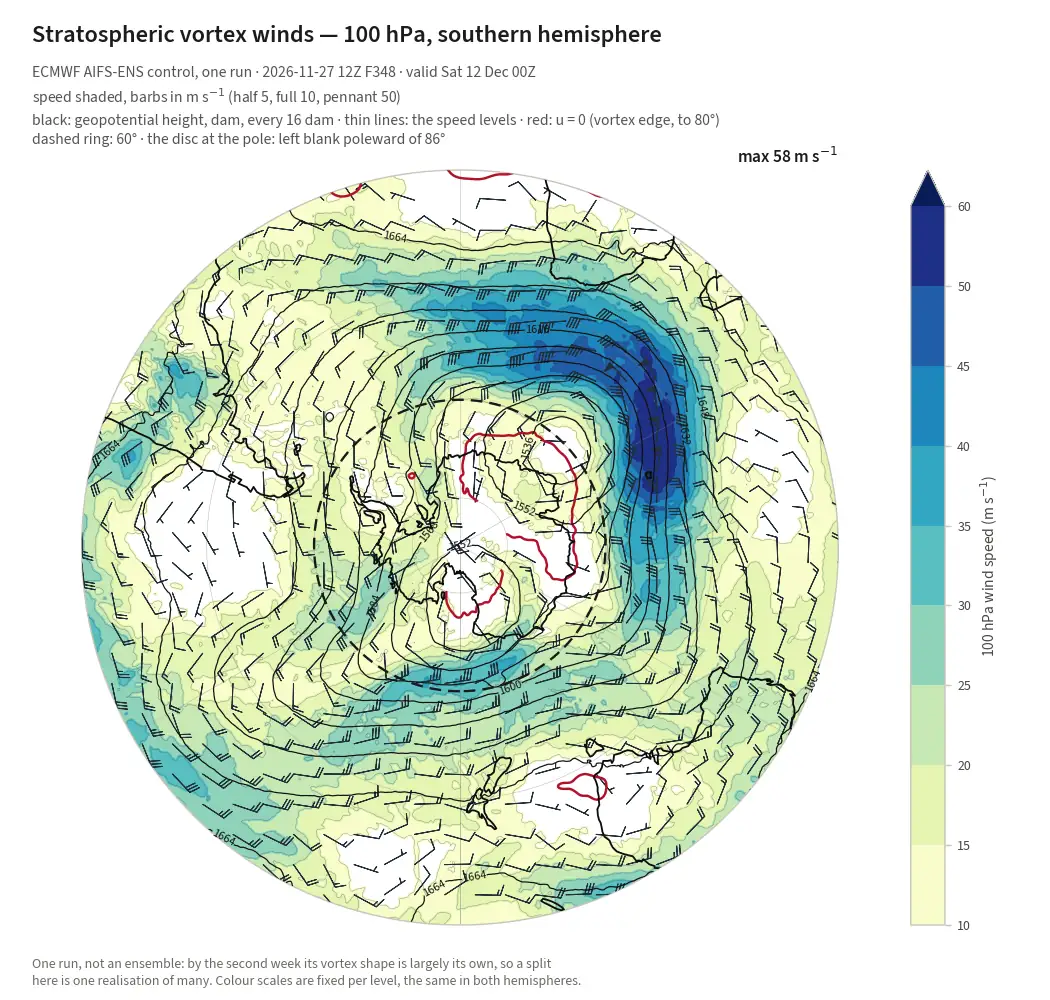 Stratospheric vortex winds — 100 hPa, southern hemisphere
ECMWF AIFS-ENS control, one run · 2026-11-27 12Z F348 · valid Sat 12 Dec 00Z
speed shaded, barbs in m s⁻¹ (half 5, full 10, pennant 50)
black: geopotential height, dam, every 16 dam · thin lines: the speed levels · red: u = 0 (vortex edge, to 80°)
dashed ring: 60° · the disc at the pole: left blank poleward of 86°
max 58 m s⁻¹
60
50
45
40
35
30
25
20
15
10
100 hPa wind speed (m s⁻¹)
1664
1648
1632
1536
1664
1552
1552
1600
1664
1664
1664
1664
One run, not an ensemble: by the second week its vortex shape is largely its own, so a split
here is one realisation of many. Colour scales are fixed per level, the same in both hemispheres.